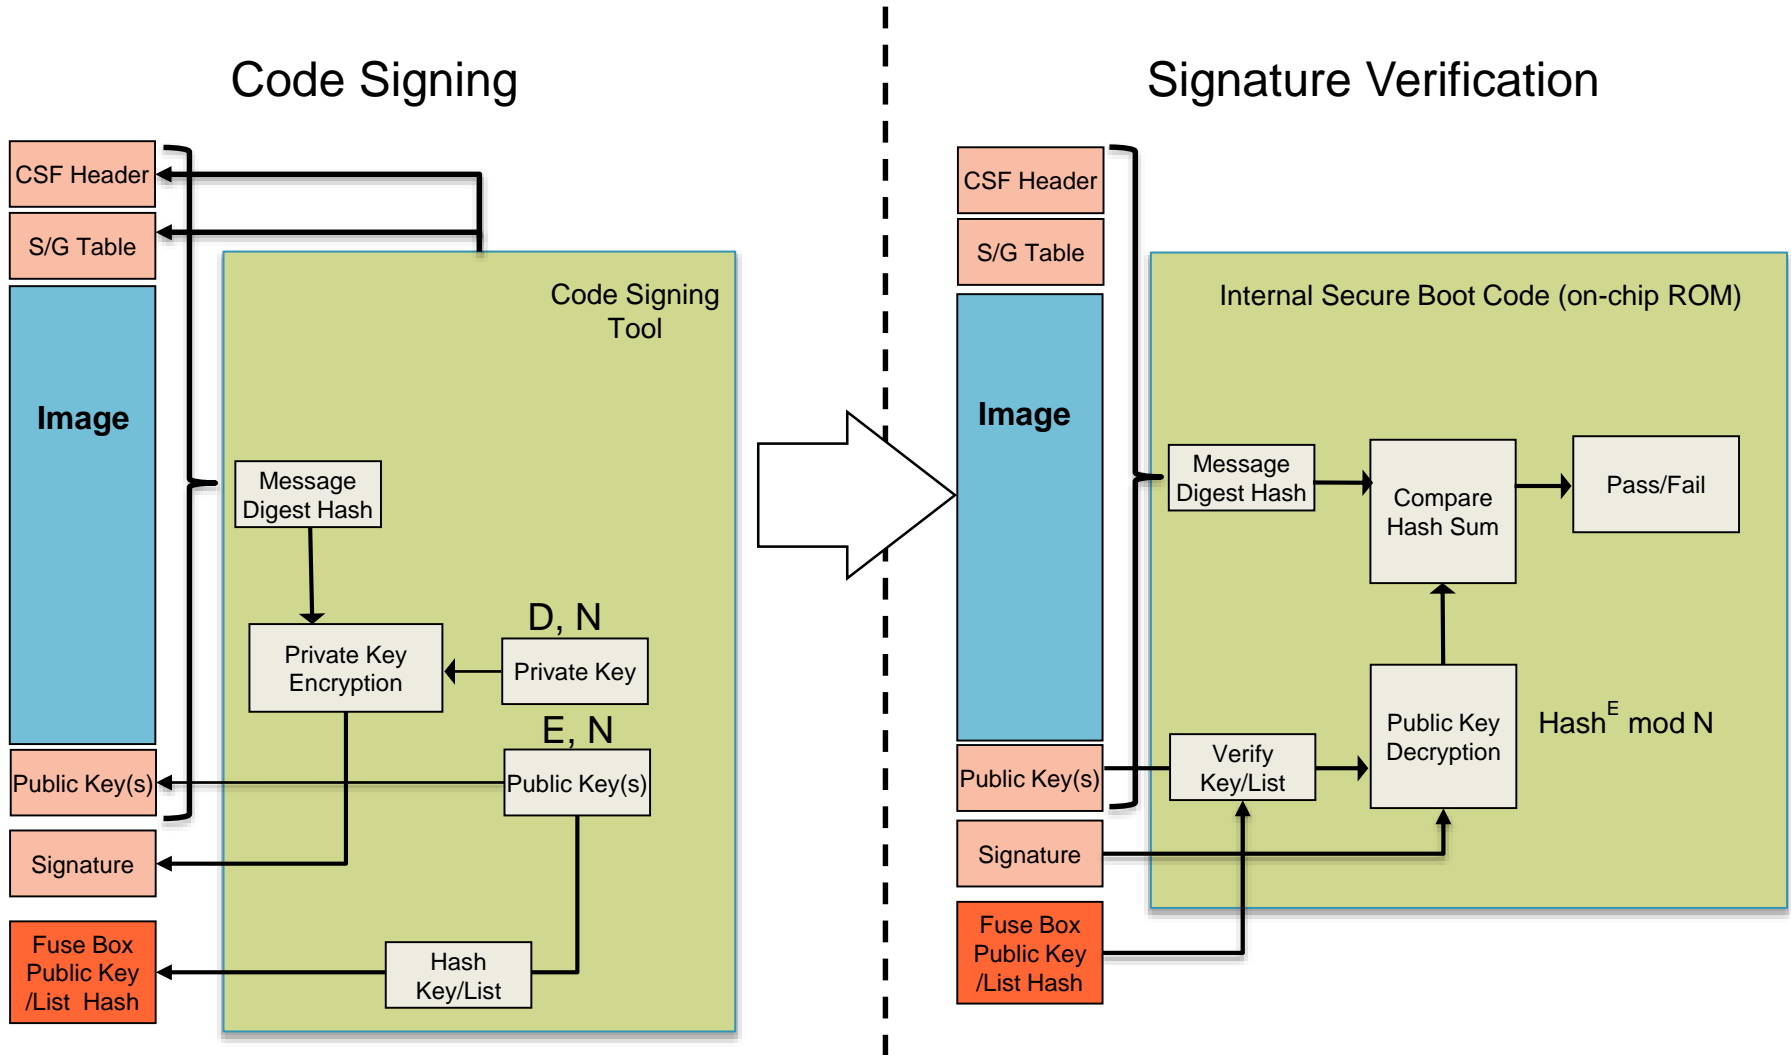 Code Signing
CSF Header
S/G Table
Image
Public Key(s)
Signature
Fuse Box
Public Key
/List Hash
Code Signing
Tool
Message
Digest Hash
Private Key
Encryption
D, N
Private Key
E, N
Public Key(s)
Hash
Key/List
Signature Verification
CSF Header
S/G Table
Image
Public Key(s)
Signature
Fuse Box
Public Key
/List Hash
Internal Secure Boot Code (on-chip ROM)
Message
Digest Hash
Compare
Hash Sum
Pass/Fail
Verify
Key/List
Public Key
Decryption
Hash^E mod N